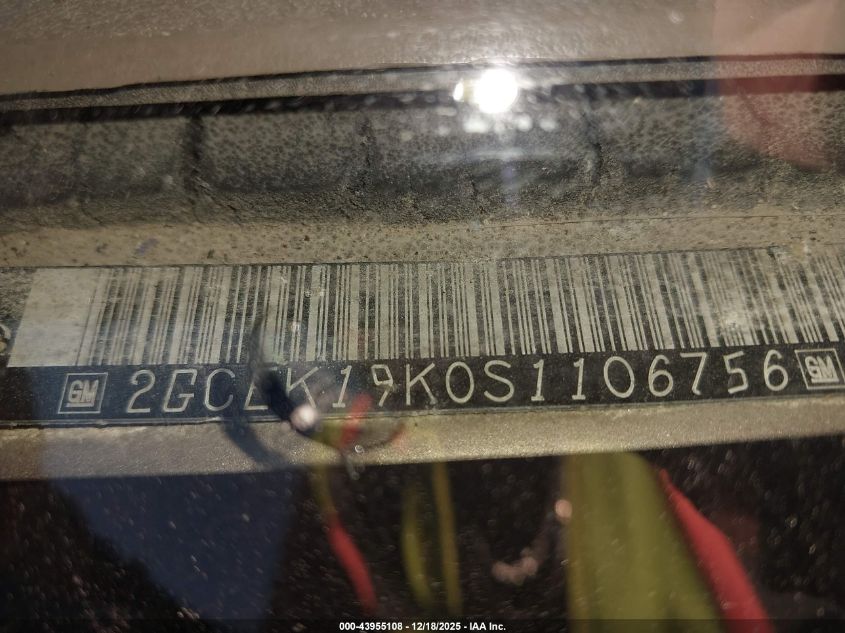 GM 2GCEK19K0S1106756 GM
000-43955108 - 12/18/2025 - IAA Inc.